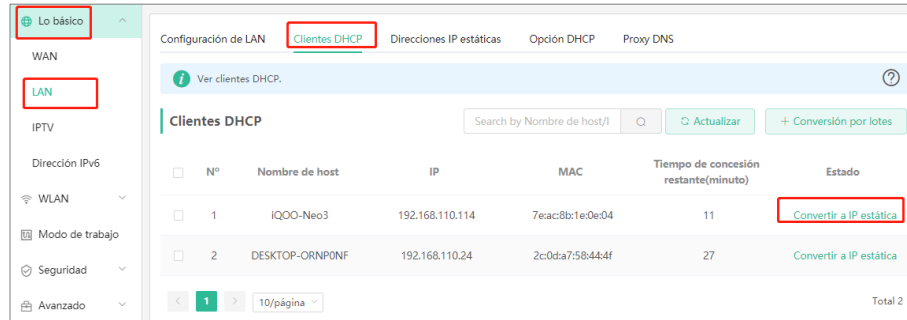 Lo básico
WAN
LAN
IPTV
Dirección IPv6
WLAN
Modo de trabajo
Seguridad
Avanzado
Configuración de LAN Clientes DHCP Direcciones IP estáticas Opción DHCP Proxy DNS
Ver clientes DHCP.
Clientes DHCP Search by Nombre de host/I Actualizar + Conversión por lotes
Nº Nombre de host IP MAC Tiempo de concesión restante(minuto) Estado
1 iQOO-Neo3 192.168.110.114 7e:ac:8b:1e:0e:04 11 Convertir a IP estática
2 DESKTOP-ORNP0NF 192.168.110.24 2c:0d:a7:58:44:4f 27 Convertir a IP estática
< 1 > 10/página Total 2